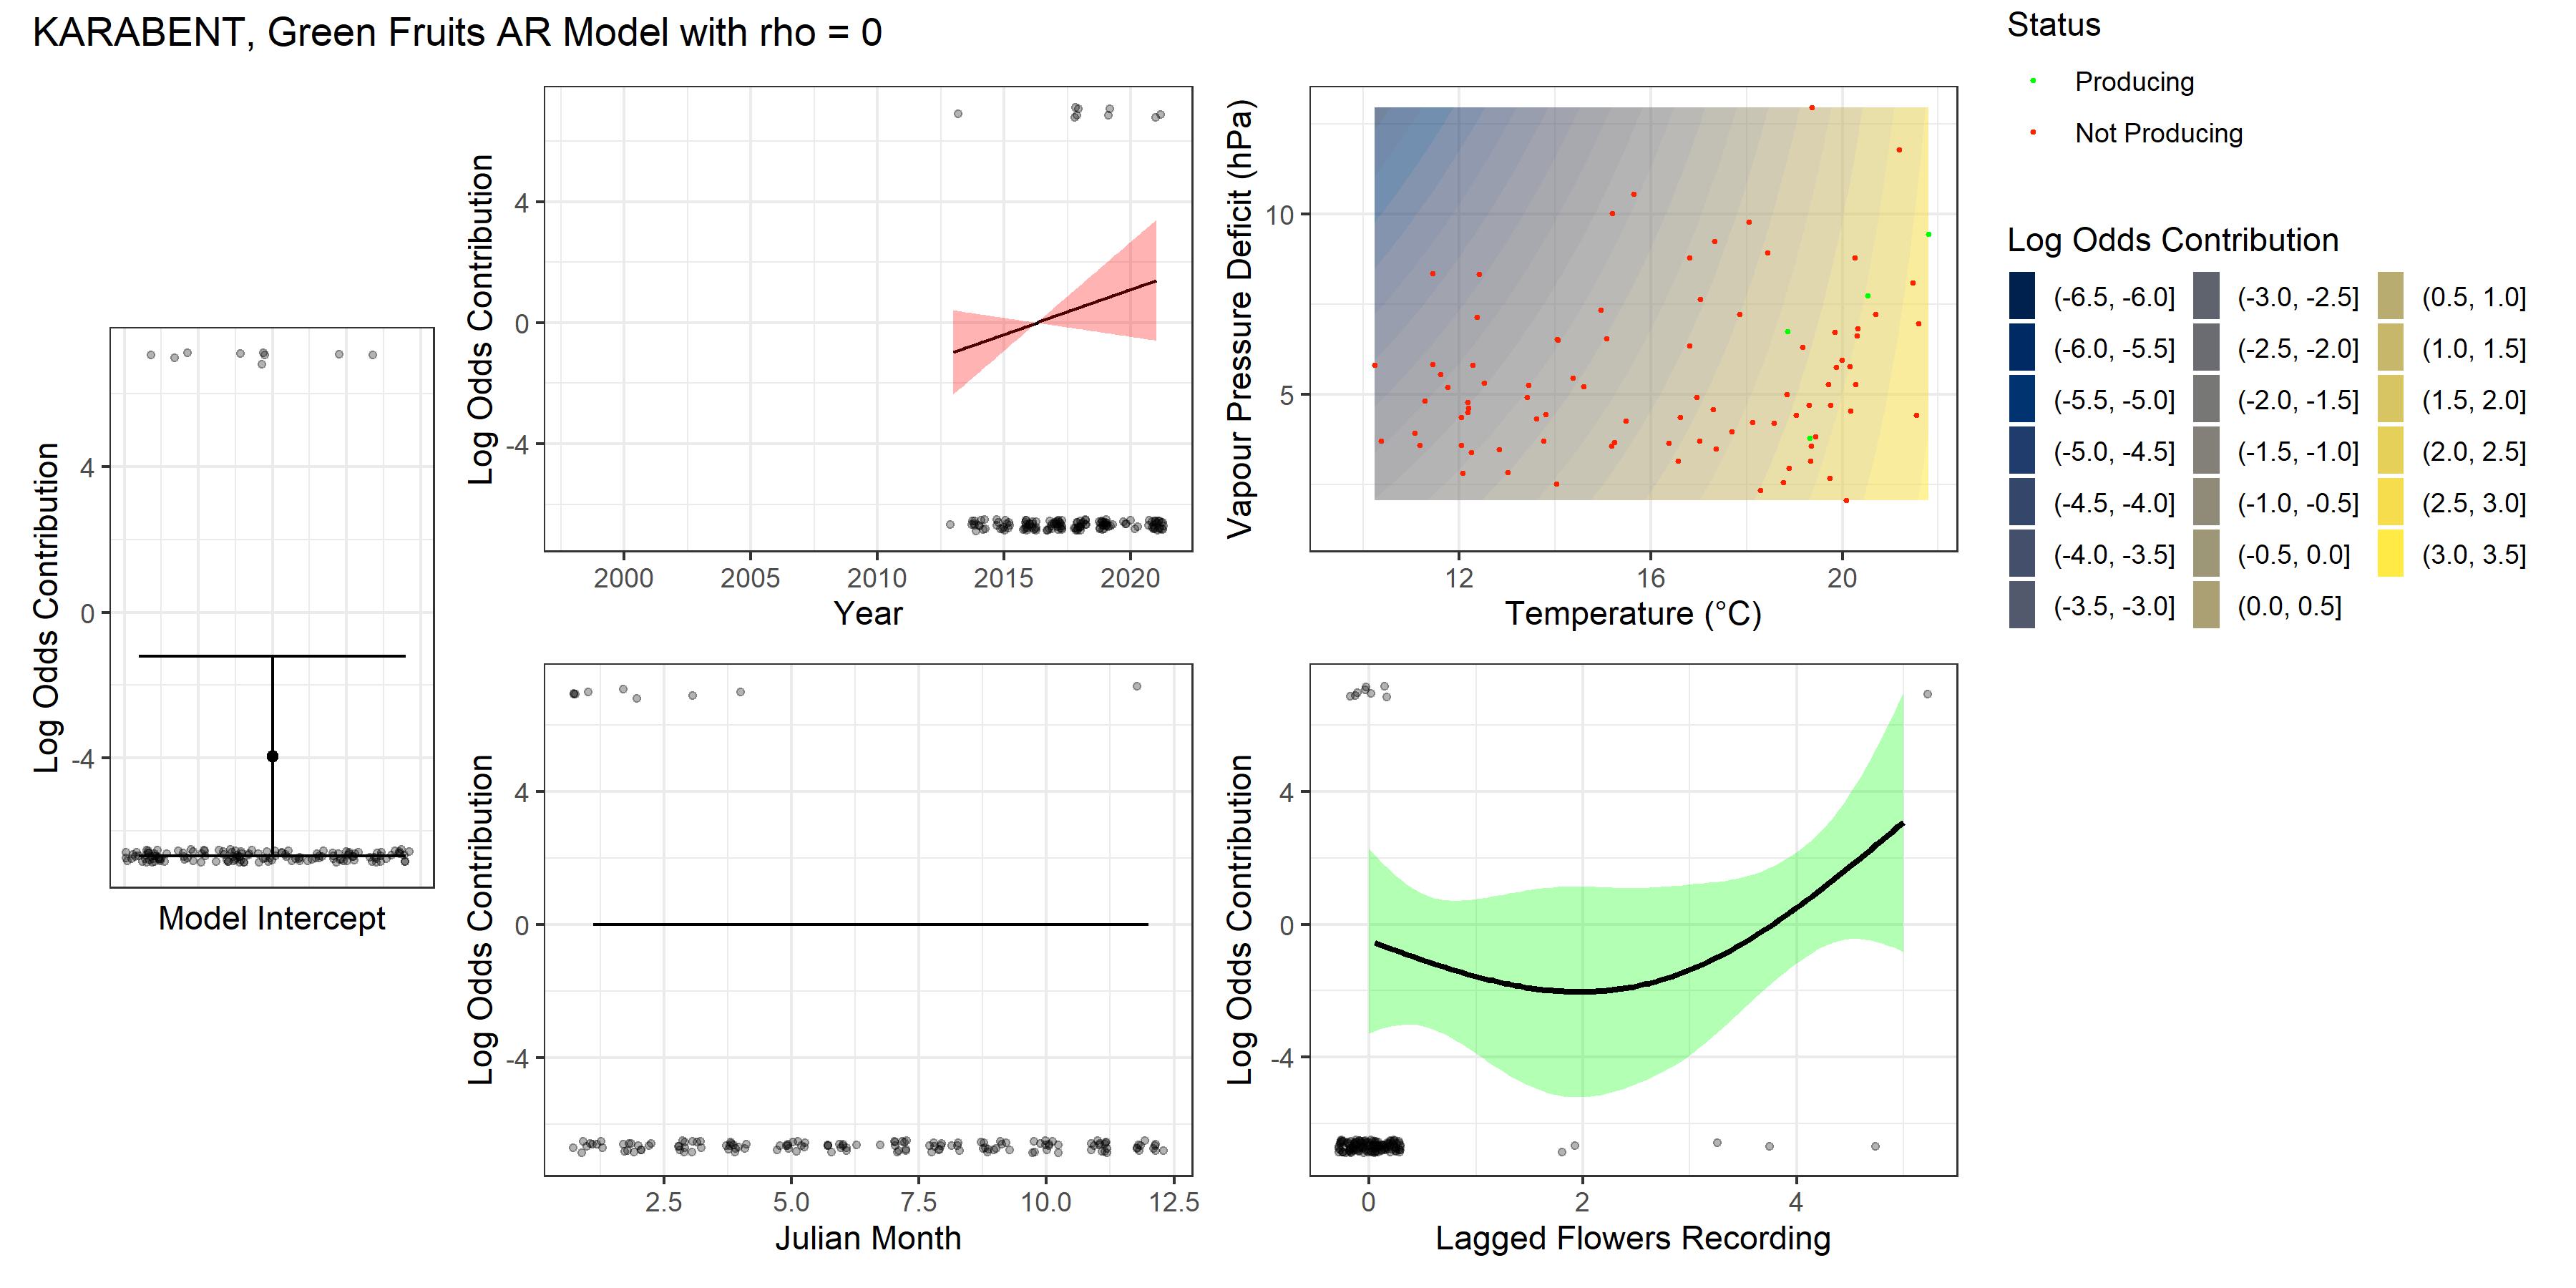 KARABENT, Green Fruits AR Model with rho = 0
Log Odds Contribution
4
0
-4
Model Intercept
Log Odds Contribution
4
0
-4
2000 2005 2010 2015 2020
Year
Vapour Pressure Deficit (hPa)
10
5
12 16 20
Temperature (°C)
Log Odds Contribution
4
0
-4
2.5 5.0 7.5 10.0 12.5
Julian Month
Log Odds Contribution
4
0
-4
0 2 4
Lagged Flowers Recording
Status
Producing
Not Producing
Log Odds Contribution
(-6.5, -6.0] (-3.0, -2.5] (0.5, 1.0]
(-6.0, -5.5] (-2.5, -2.0] (1.0, 1.5]
(-5.5, -5.0] (-2.0, -1.5] (1.5, 2.0]
(-5.0, -4.5] (-1.5, -1.0] (2.0, 2.5]
(-4.5, -4.0] (-1.0, -0.5] (2.5, 3.0]
(-4.0, -3.5] (-0.5, 0.0] (3.0, 3.5]
(-3.5, -3.0] (0.0, 0.5]